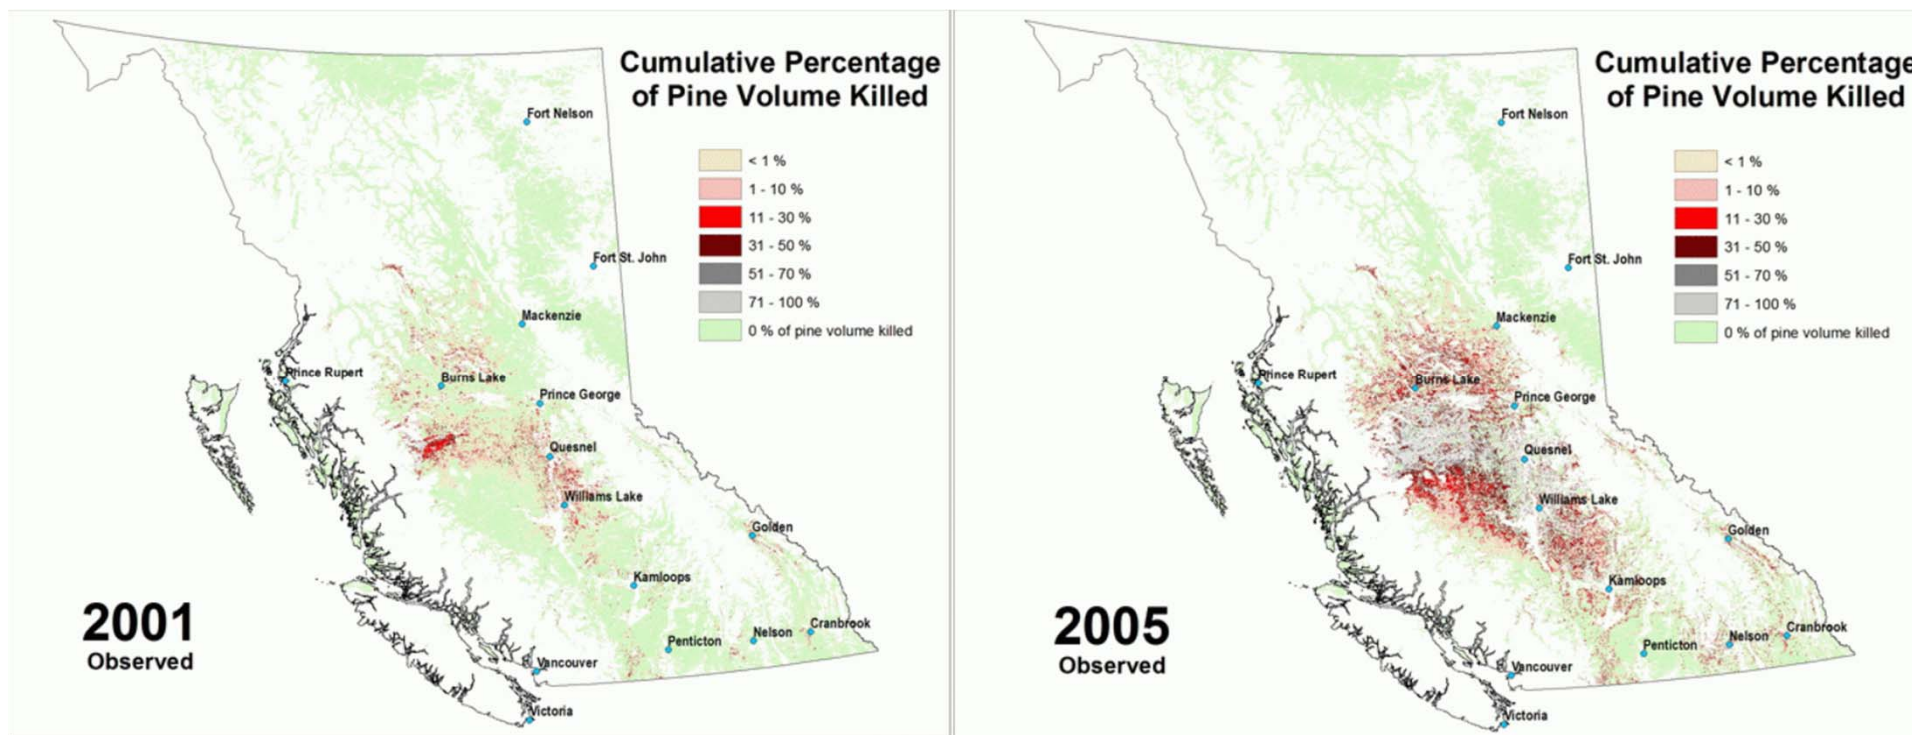 Cumulative Percentage
of Pine Volume Killed
Fort Nelson
< 1 %
1 - 10 %
11 - 30 %
31 - 50 %
51 - 70 %
71 - 100 %
0 % of pine volume killed
Fort St. John
Mackenzie
Prince Rupert
Burns Lake
Prince George
Quesnel
Williams Lake
Golden
Kamloops
Cranbrook
Nelson
Penticton
Vancouver
Victoria
2001
Observed
Cumulative Percentage
of Pine Volume Killed
Fort Nelson
< 1 %
1 - 10 %
11 - 30 %
31 - 50 %
51 - 70 %
71 - 100 %
0 % of pine volume killed
Fort St. John
Mackenzie
Prince Rupert
Burns Lake
Prince George
Quesnel
Williams Lake
Golden
Kamloops
Cranbrook
Nelson
Penticton
Vancouver
Victoria
2005
Observed